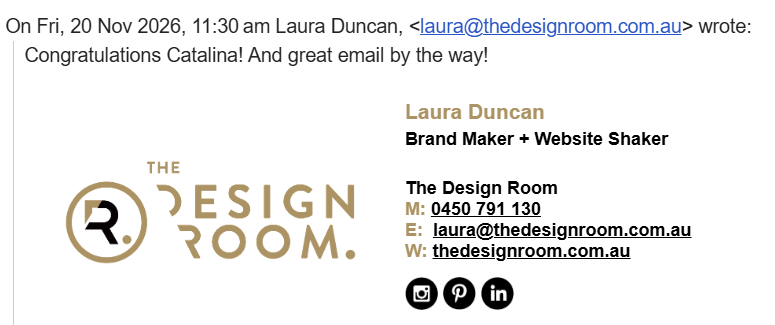 On Fri, 20 Nov 2026, 11:30 am Laura Duncan, <laura@thedesignroom.com.au> wrote:
Congratulations Catalina! And great email by the way!
R.
THE
DESIGN
ROOM.
Laura Duncan
Brand Maker + Website Shaker
The Design Room
M: 0450 791 130
E: laura@thedesignroom.com.au
W: thedesignroom.com.au
in